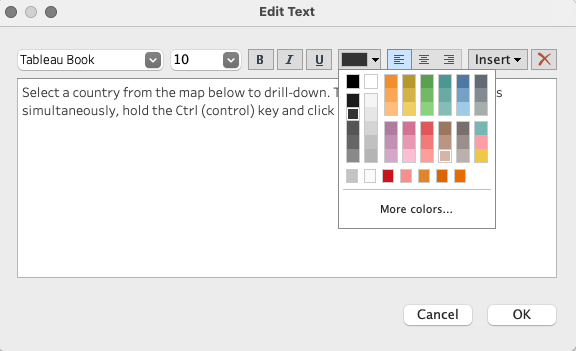 Edit Text
Tableau Book 10 B I U Insert
Select a country from the map below to drill-down. s
simultaneously, hold the Ctrl (control) key and click
More colors...
Cancel OK